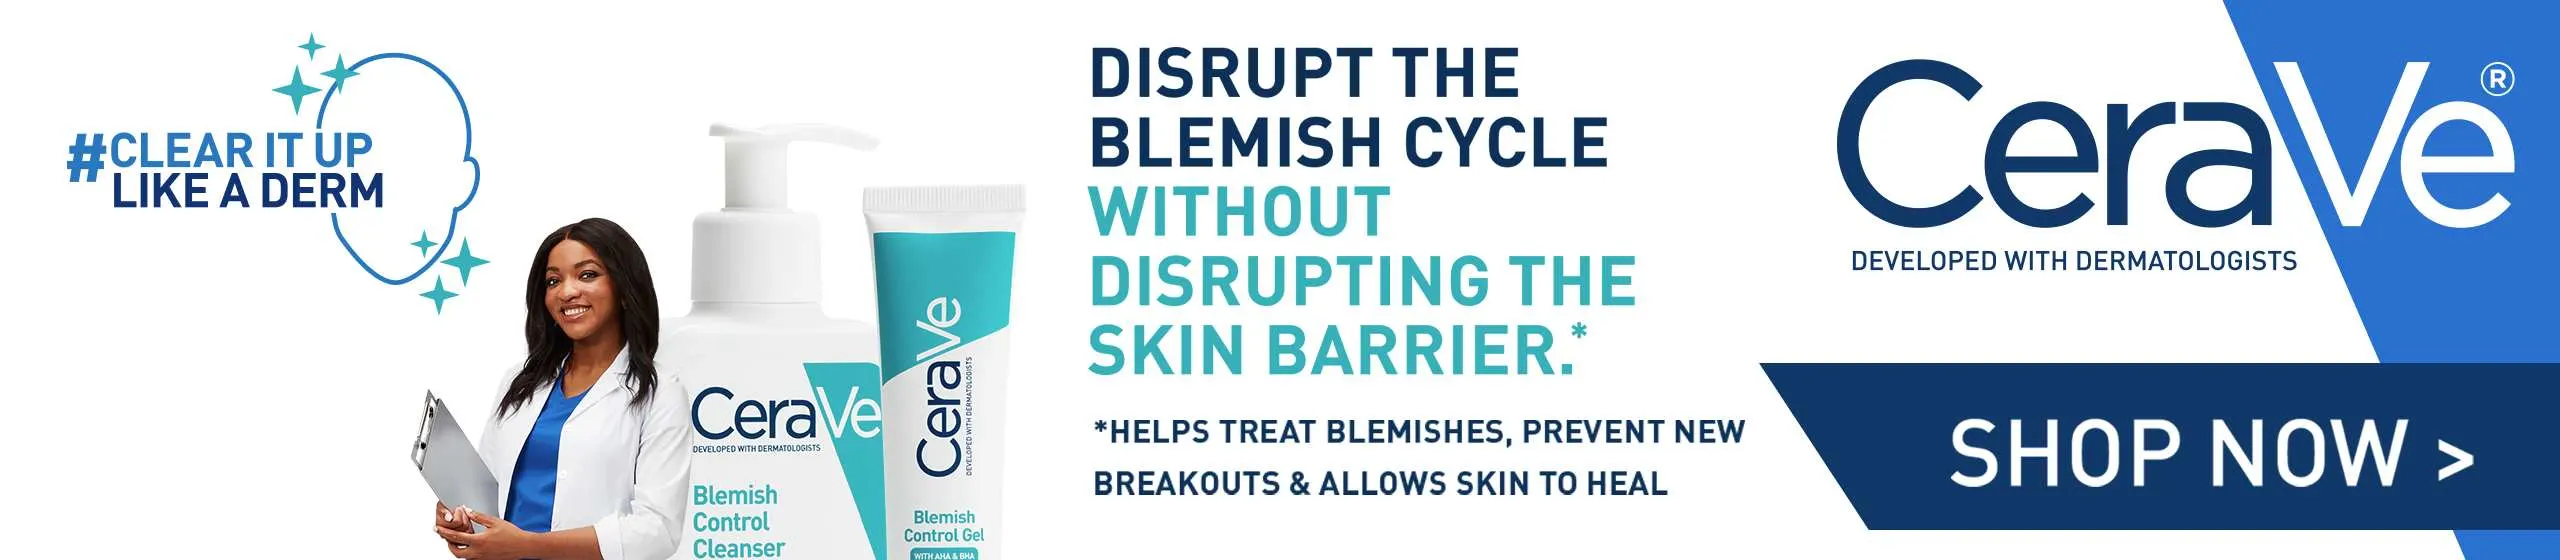 #CLEAR IT UP
LIKE A DERM
CeraVe
DEVELOPED WITH DERMATOLOGISTS
Blemish
Control
Cleanser
CeraVe
DEVELOPED WITH DERMATOLOGISTS
Blemish
Control Gel
WITH AHA & BHA
DISRUPT THE
BLEMISH CYCLE
WITHOUT
DISRUPTING THE
SKIN BARRIER.*
*HELPS TREAT BLEMISHES, PREVENT NEW
BREAKOUTS & ALLOWS SKIN TO HEAL
CeraVe®
DEVELOPED WITH DERMATOLOGISTS
SHOP NOW >